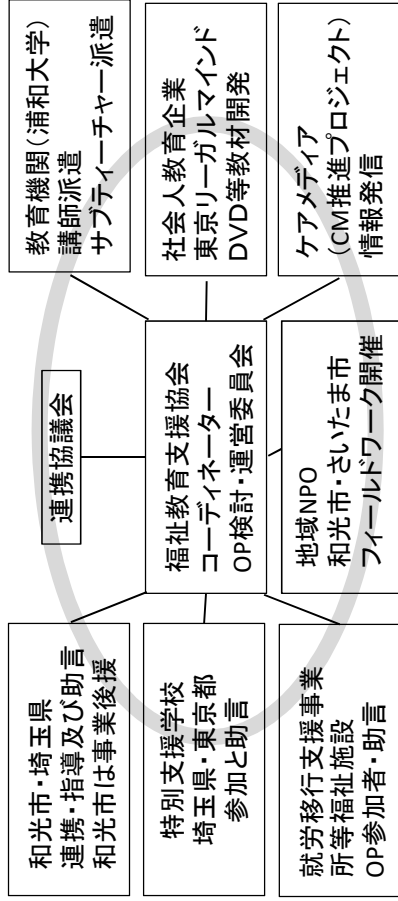 連携協議会
和光市・埼玉県
連携・指導及び助言
和光市は事業後援
教育機関(浦和大学)
講師派遣
サブティーチャー派遣
特別支援学校
埼玉県・東京都
参加と助言
福祉教育支援協会
コーディネーター
OP検討・運営委員会
社会人教育企業
東京リーガルマインド
DVD等教材開発
就労移行支援事業
所等福祉施設
OP参加者・助言
地域NPO
和光市・さいたま市
フィールドワーク開催
ケアメディア
(CM推進プロジェクト)
情報発信